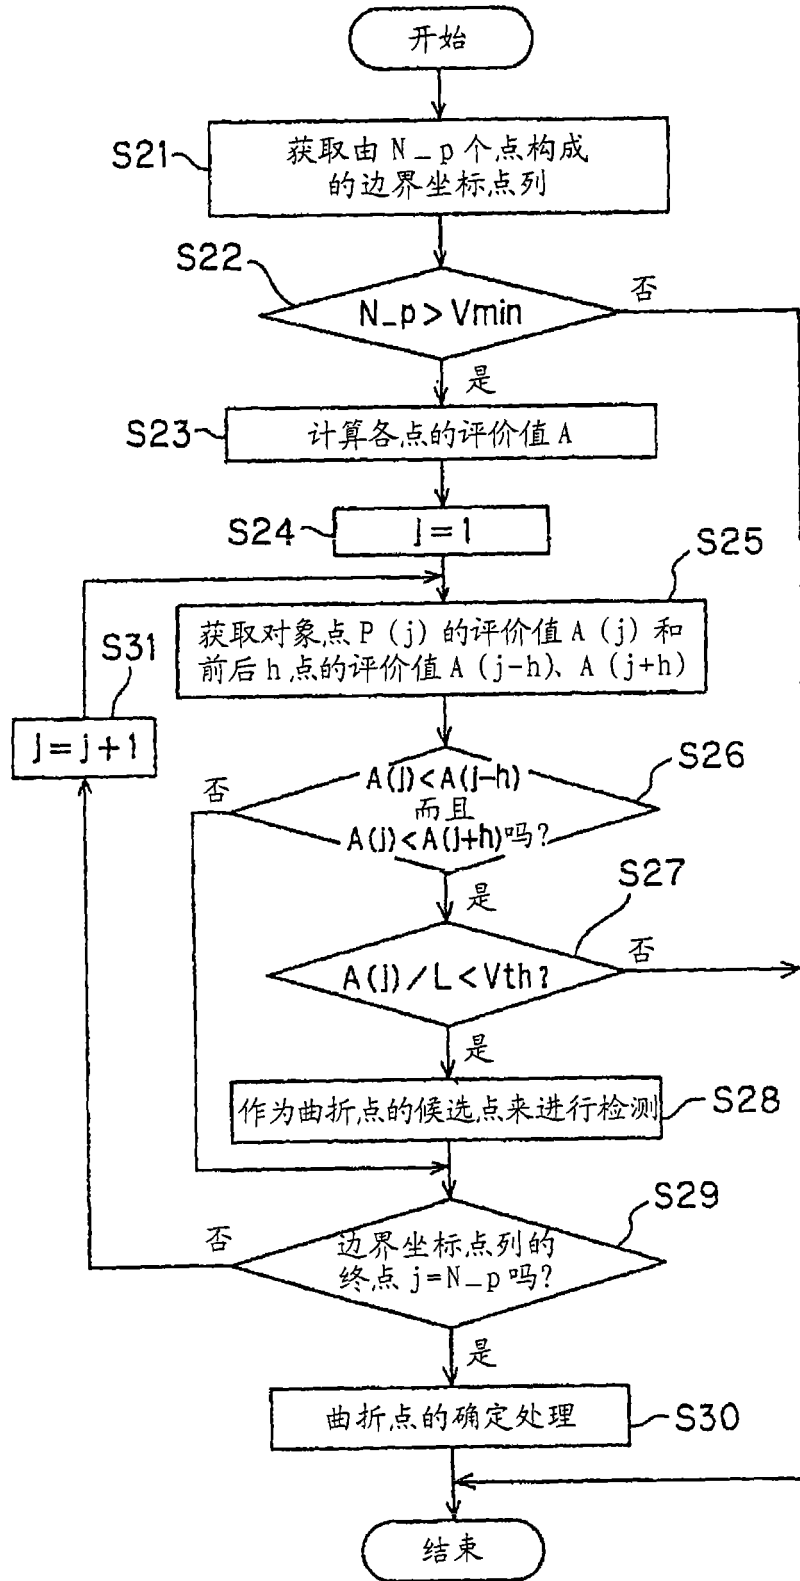 开始
S21
获取由N_p个点构成
的边界坐标点列
S22
N_p>Vmin
否
是
S23
计算各点的评价值A
S24
j=1
S25
获取对象点P(j)的评价值A(j)和
前后h点的评价值A(j-h)、A(j+h)
S31
j=j+1
S26
A(j)<A(j-h)
而且
A(j)<A(j+h)吗?
否
是
S27
A(j)/L<Vth?
否
是
作为曲折点的候选点来进行检测
S28
S29
边界坐标点列的
终点j=N_p吗?
否
是
曲折点的确定处理
S30
结束